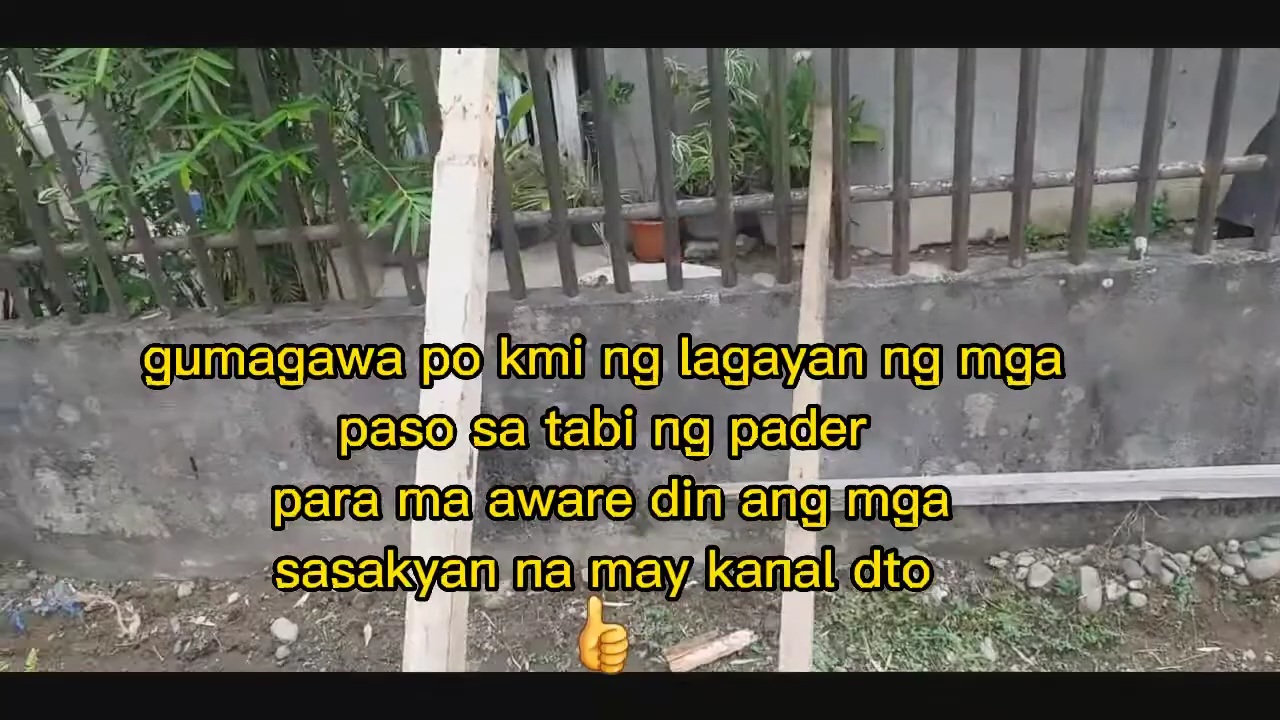 gumagawa po kmi ng lagayan ng mga
paso sa tabi ng pader
para ma aware din ang mga
sasakyan na may kanal dto
👍